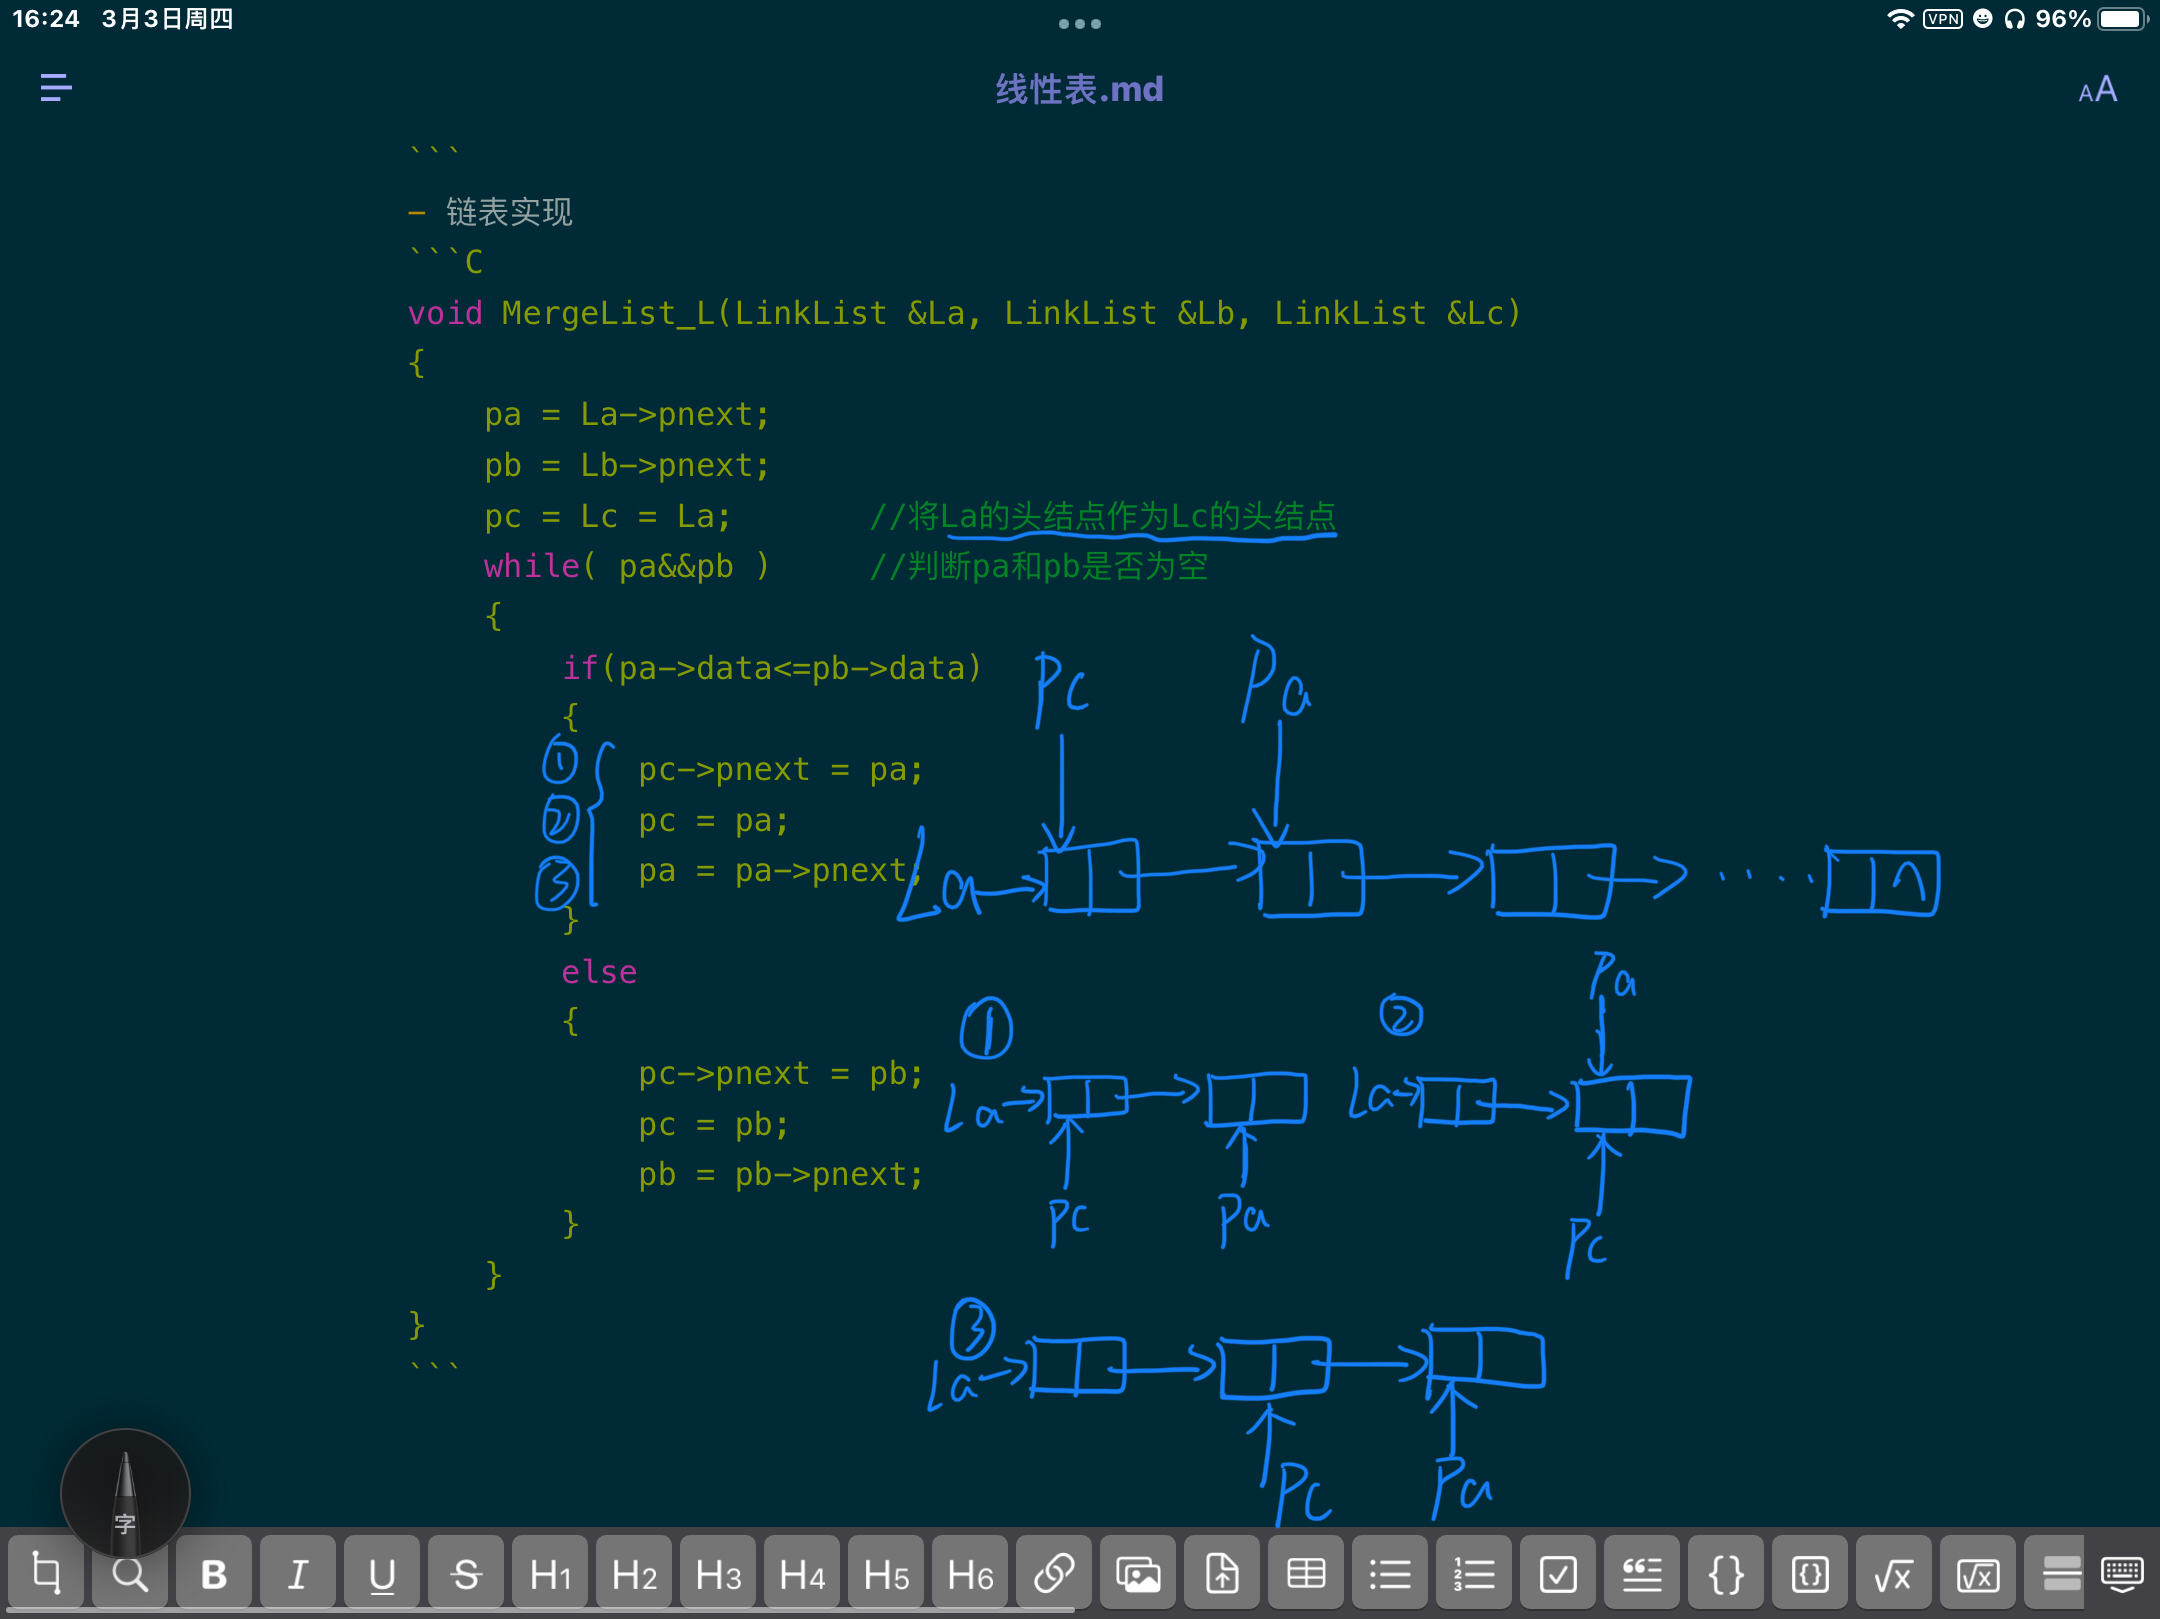 16:24 3月3日周四
VPN 96%
线性表.md
AA
```
- 链表实现
```C
void MergeList_L(LinkList &La, LinkList &Lb, LinkList &Lc)
{
pa = La->pnext;
pb = Lb->pnext;
pc = Lc = La; //将La的头结点作为Lc的头结点
while( pa&&pb ) //判断pa和pb是否为空
{
if(pa->data<=pb->data)
{
① pc->pnext = pa;
② pc = pa;
③ pa = pa->pnext;
}
else
{
pc->pnext = pb;
pc = pb;
pb = pb->pnext;
}
}
}
```
Pc Pa
La ^
① ② Pa
La La
Pc Pa Pc
③
La
Pc Pa
字
B I U S H1 H2 H3 H4 H5 H6 {} {} √x √x